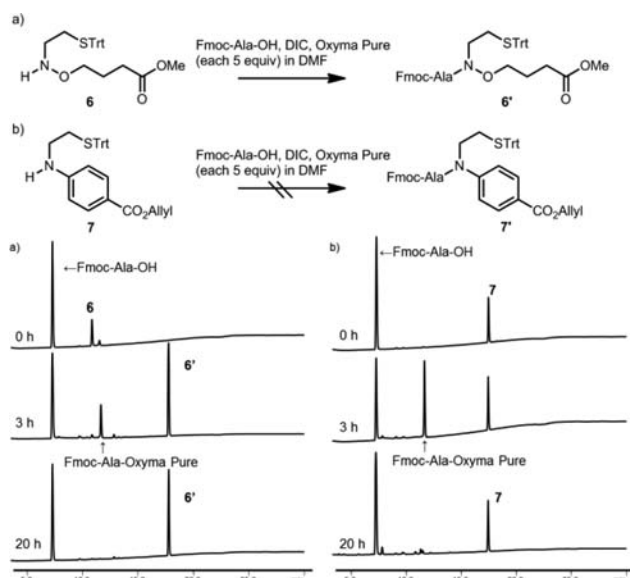 a)
STrt
H
N
O
OMe
O
6
Fmoc-Ala-OH, DIC, Oxyma Pure
(each 5 equiv) in DMF
STrt
Fmoc-Ala
N
O
OMe
O
6'
b)
STrt
H
N
CO₂Allyl
7
Fmoc-Ala-OH, DIC, Oxyma Pure
(each 5 equiv) in DMF
STrt
Fmoc-Ala
N
CO₂Allyl
7'
a)
←Fmoc-Ala-OH
6
0 h
6'
3 h
↑
Fmoc-Ala-Oxyma Pure
6'
20 h
b)
←Fmoc-Ala-OH
7
0 h
3 h
↑
Fmoc-Ala-Oxyma Pure
7
20 h